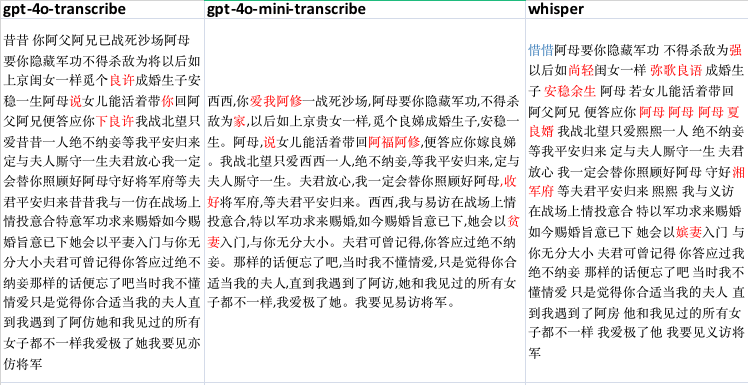 gpt-4o-transcribe
昔昔 你阿父阿兄已战死沙场阿母
要你隐藏军功不得杀敌为将以后如
上京闺女一样觅个良许成婚生子安
稳一生阿母说女儿能活着带你回阿
父阿兄便答应你下良许我战北望只
爱昔昔一人绝不纳妾等我平安归来
定与夫人厮守一生夫君放心我一定
会替你照顾好阿母守好将军府等夫
君平安归来昔昔我与一仿在战场上
情投意合特意军功求来赐婚如今赐
婚旨意已下她会以平妻入门与你无
分大小夫君可曾记得你答应过绝不
纳妾那样的话便忘了吧当时我不懂
情爱只是觉得你合适当我的夫人直
到我遇到了阿仿她和我见过的所有
女子都不一样我爱极了她我要见亦
仿将军
gpt-4o-mini-transcribe
西西,你爱我阿修一战死沙场,阿母要你隐藏军功,不得杀
敌为家,以后如上京贵女一样,觅个良娣成婚生子,安稳一
生。阿母,说女儿能活着带回阿福阿修,便答应你嫁良娣
。我战北望只爱西西一人,绝不纳妾,等我平安归来,定与
夫人厮守一生。夫君放心,我一定会替你照顾好阿母,收
好将军府,等夫君平安归来。西西,我与易访在战场上情
投意合,特以军功求来赐婚,如今赐婚旨意已下,她会以贫
妻入门,与你无分大小。夫君可曾记得,你答应过绝不纳
妾。那样的话便忘了吧,当时我不懂情爱,只是觉得你合
适当我的夫人,直到我遇到了阿访,她和我见过的所有女
子都不一样,我爱极了她。我要见易访将军。
whisper
惜惜阿母要你隐藏军功 不得杀敌为强
以后如尚轻闺女一样 弥歌良语 成婚生
子 安稳余生 阿母 若女儿能活着带回
阿父阿兄 便答应你 阿母 阿母 阿母 夏
良婿 我战北望只爱熙熙一人 绝不纳妾
等我平安归来 定与夫人厮守一生 夫君
放心 我一定会替你照顾好阿母 守好湘
军府 等夫君平安归来 熙熙 我与义访
在战场上情投意合 特以军功求来赐婚
如今赐婚旨意已下 她会以嫔妻入门 与
你无分大小 夫君可曾记得 你答应过我
绝不纳妾 那样的话便忘了吧 当时我不
懂情爱 只是觉得你合适当我的夫人 直
到我遇到了阿房 他和我见过的所有女
子都不一样 我爱极了他 我要见义访将
军